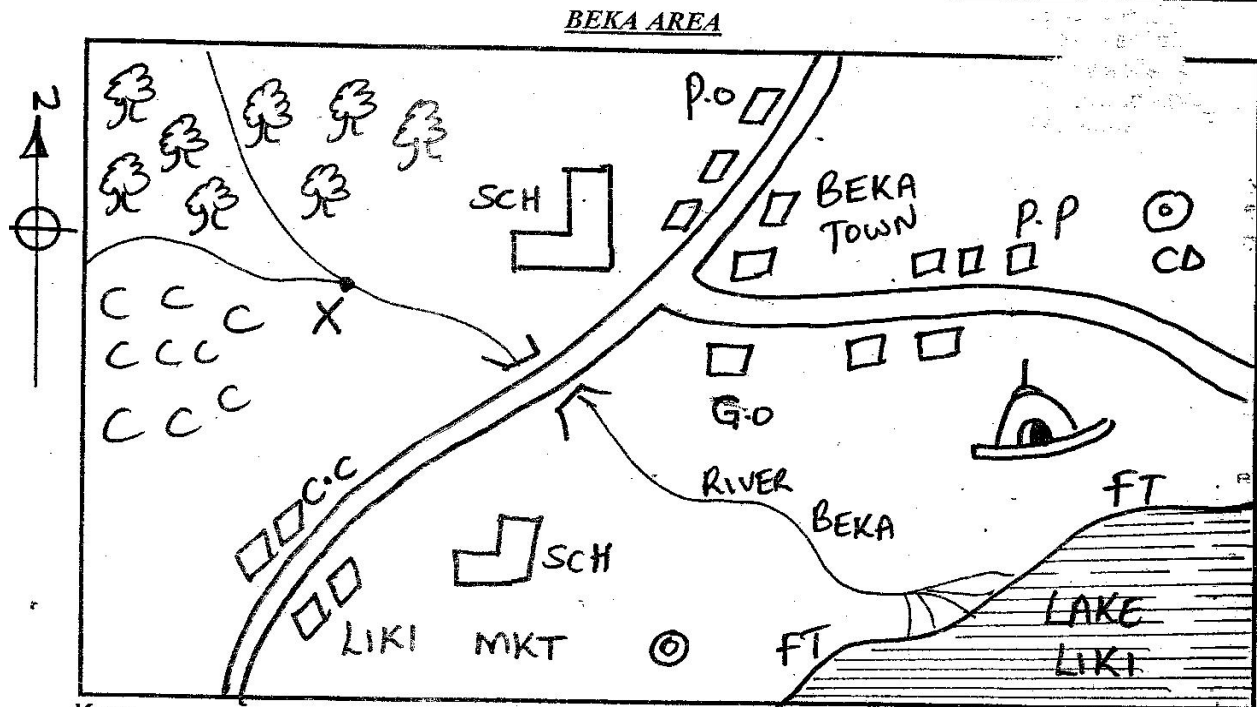 BEKA AREA
N
P.O
SCH
BEKA
TOWN
P.P
CD
C C C
X
C C C
C C C
G.O
C.C
RIVER
BEKA
FT
SCH
LIKI MKT
FT
LAKE
LIKI